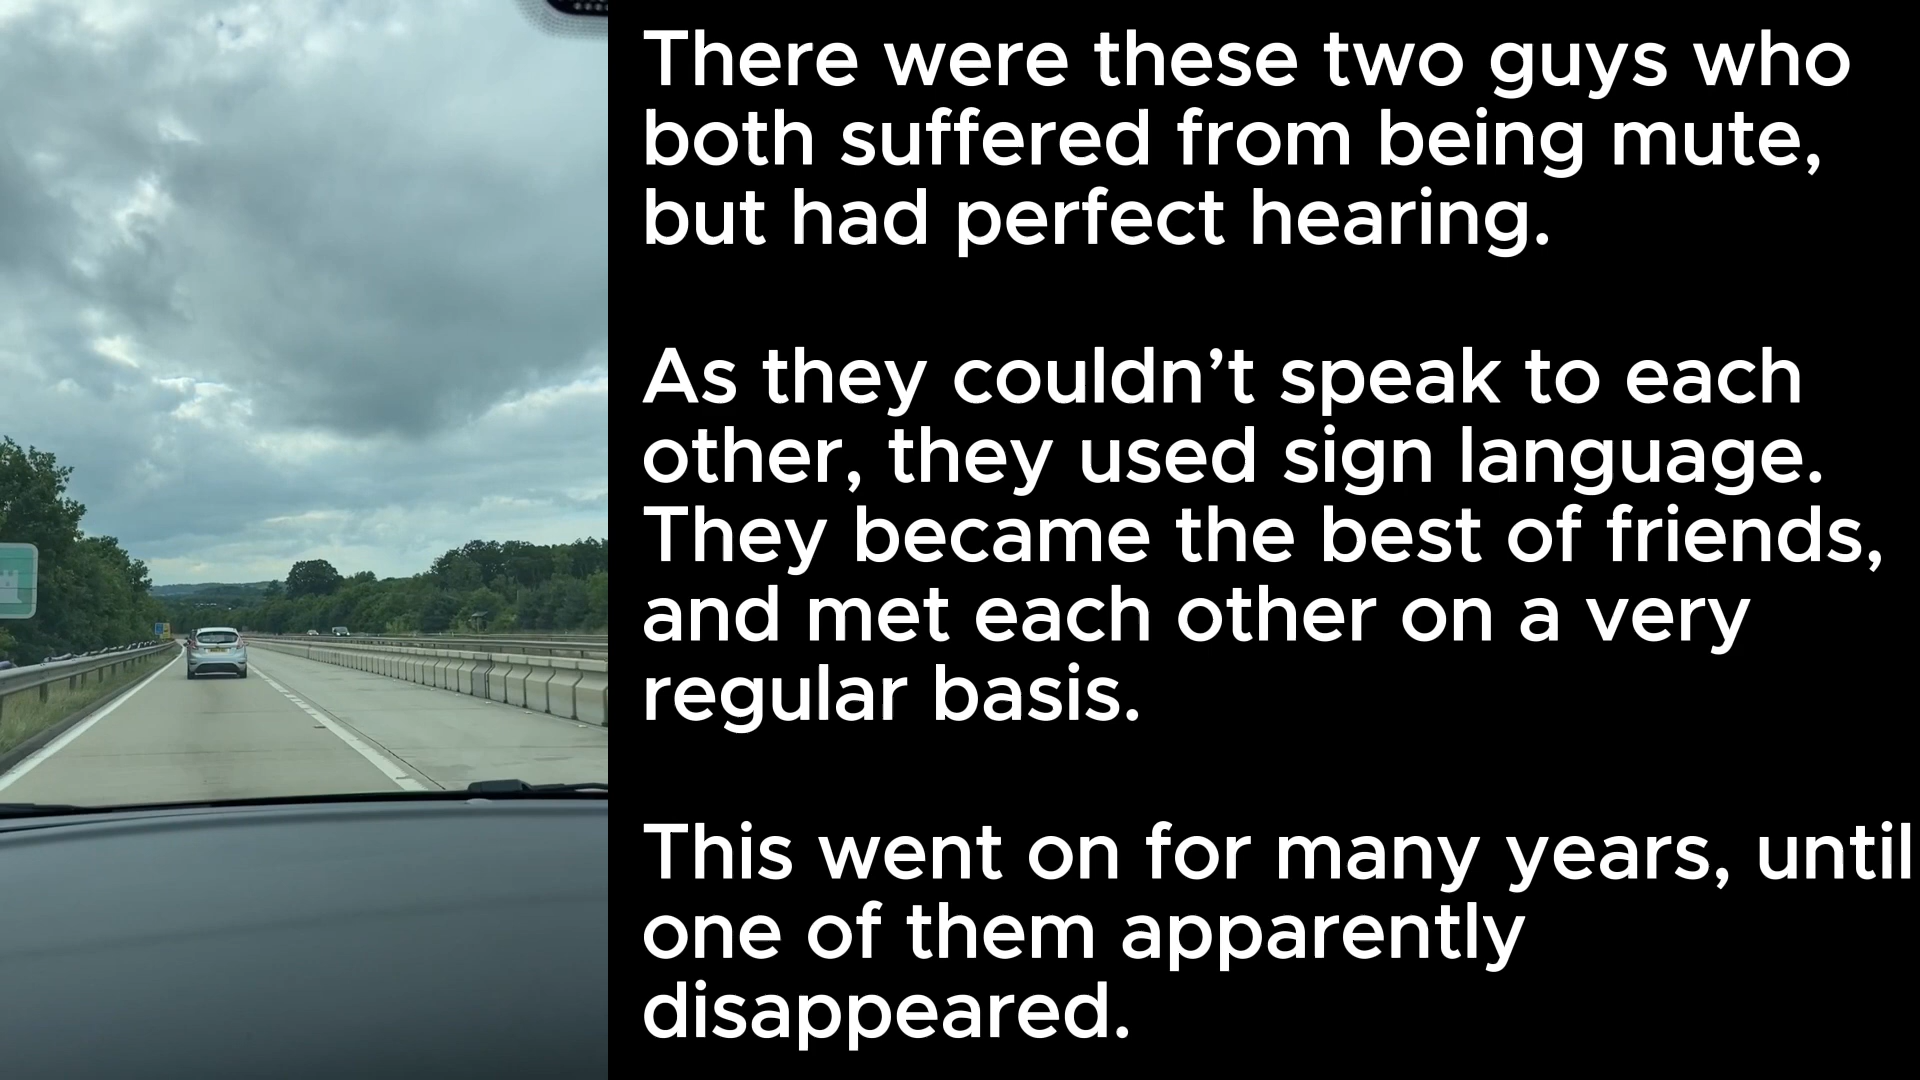 There were these two guys who
both suffered from being mute,
but had perfect hearing.
As they couldn’t speak to each
other, they used sign language.
They became the best of friends,
and met each other on a very
regular basis.
This went on for many years, until
one of them apparently
disappeared.